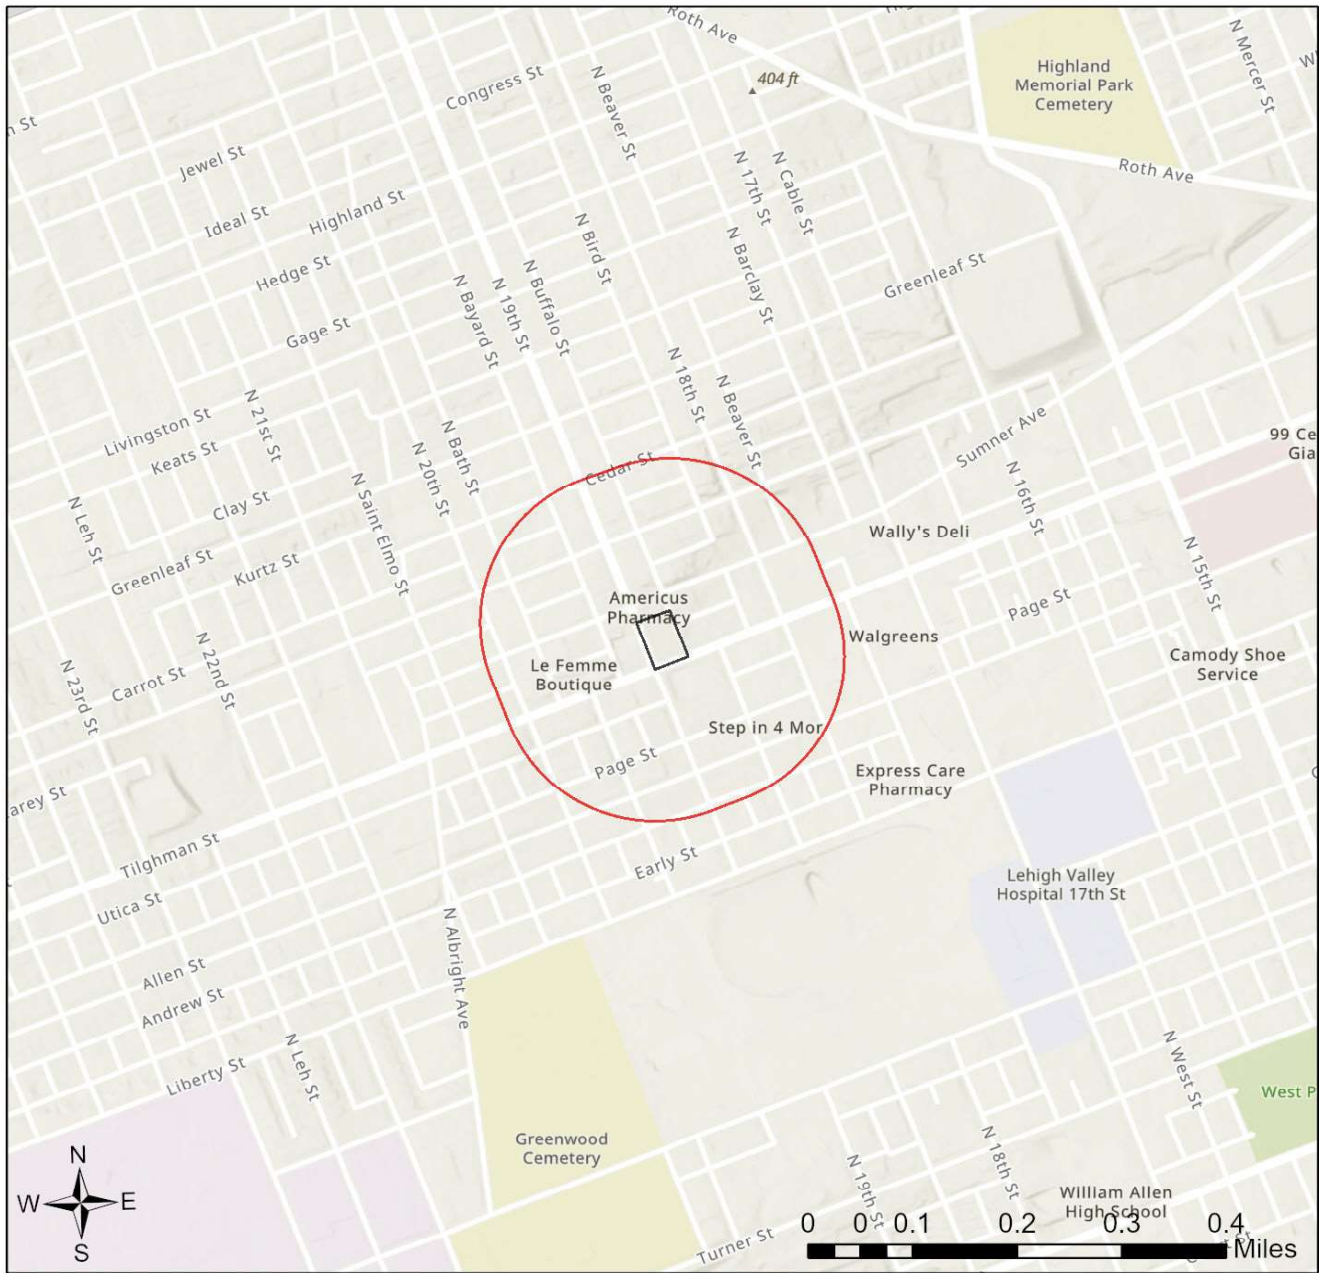 Roth Ave
404 ft
Highland
Memorial Park
Cemetery
N Mercer St
Congress St
N Beaver St
Jewel St
N 17th St
N Cable St
Roth Ave
Ideal St
Highland St
N Bird St
N Barclay St
Hedge St
Greenleaf St
N Bayard St
N 19th St
N Buffalo St
Gage St
N 18th St
N Beaver St
N 21st St
Livingston St
Keats St
N Bath St
N 20th St
Sumner Ave
99 Ce
Gia
Cedar St
N 16th St
Clay St
N Saint Elmo St
N Leh St
Wally's Deli
Greenleaf St
Kurtz St
N 15th St
Americus
Pharmacy
Page St
Walgreens
N 22nd St
N 23rd St
Carrot St
Le Femme
Boutique
Camody Shoe
Service
Step in 4 Mor
Page St
Express Care
Pharmacy
arey St
Tilghman St
Early St
Lehigh Valley
Hospital 17th St
Utica St
N Albright Ave
Allen St
Andrew St
N Leh St
Liberty St
N West St
West P
Greenwood
Cemetery
N 19th St
N 18th St
William Allen
High School
Turner St
N
W E
S
0 0.1 0.2 0.3 0.4
Miles